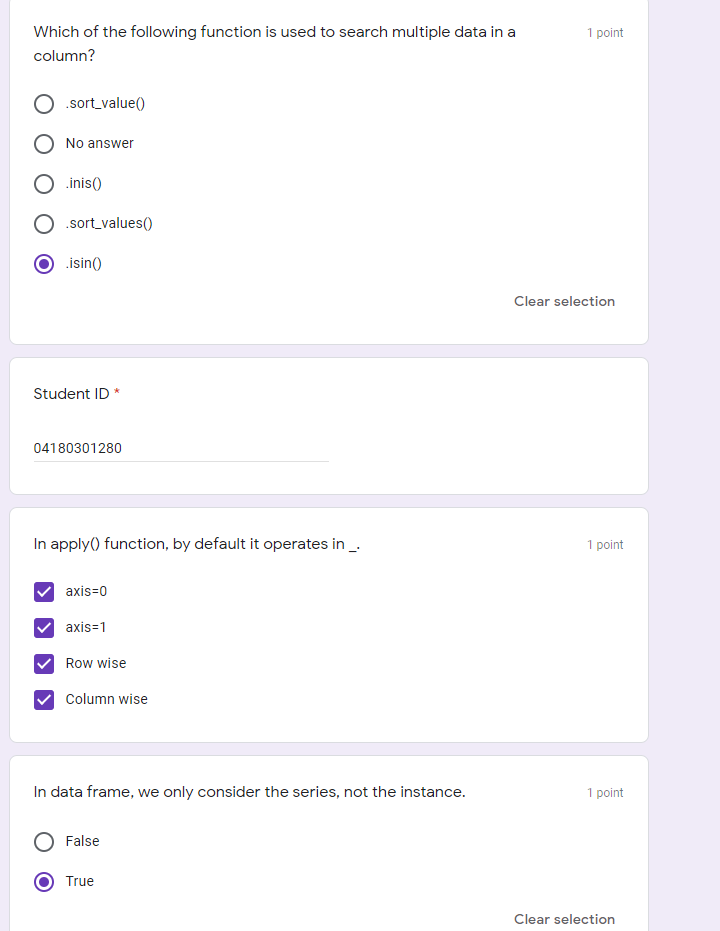 Which of the following function is used to search multiple data in a
1 point
column?
.sort_value()
No answer
.inis()
.sort_values()
.isin()
Clear selection
Student ID *
04180301280
In apply() function, by default it operates in _.
1 point
axis=0
axis=1
Row wise
Column wise
In data frame, we only consider the series, not the instance.
1 point
False
True
Clear selection